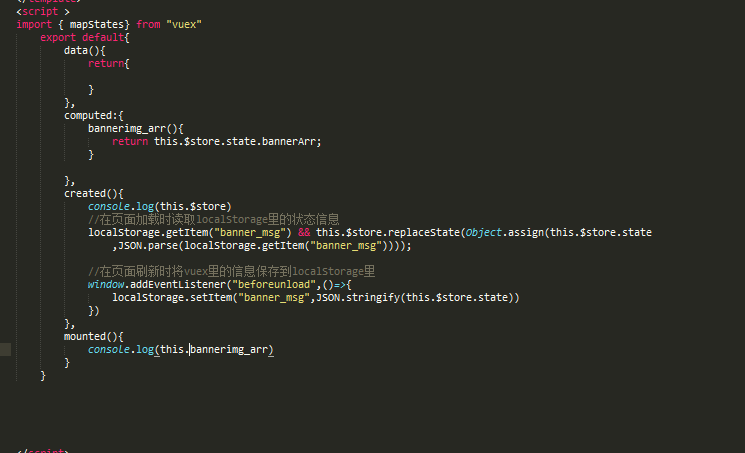 </template>
<script >
import { mapStates} from "vuex"
export default{
data(){
return{
}
},
computed:{
bannerimg_arr(){
return this.$store.state.bannerArr;
}
},
created(){
console.log(this.$store)
//在页面加载时读取localStorage里的状态信息
localStorage.getItem("banner_msg") && this.$store.replaceState(Object.assign(this.$store.state
,JSON.parse(localStorage.getItem("banner_msg"))));
//在页面刷新时将vuex里的信息保存到localStorage里
window.addEventListener("beforeunload",()=>{
localStorage.setItem("banner_msg",JSON.stringify(this.$store.state))
})
},
mounted(){
console.log(this.bannerimg_arr)
}
}
</script>